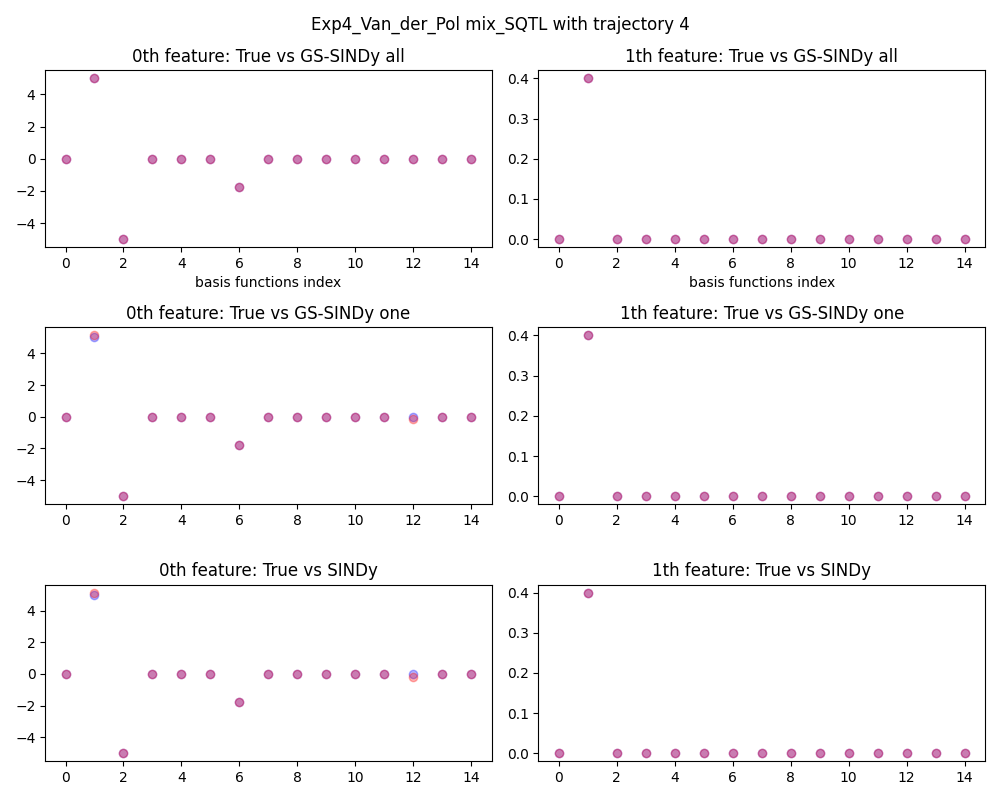 Exp4_Van_der_Pol mix_SQTL with trajectory 4
0th feature: True vs GS-SINDy all
4
2
0
−2
−4
0 2 4 6 8 10 12 14
basis functions index
1th feature: True vs GS-SINDy all
0.4
0.3
0.2
0.1
0.0
0 2 4 6 8 10 12 14
basis functions index
0th feature: True vs GS-SINDy one
4
2
0
−2
−4
0 2 4 6 8 10 12 14
1th feature: True vs GS-SINDy one
0.4
0.3
0.2
0.1
0.0
0 2 4 6 8 10 12 14
0th feature: True vs SINDy
4
2
0
−2
−4
0 2 4 6 8 10 12 14
1th feature: True vs SINDy
0.4
0.3
0.2
0.1
0.0
0 2 4 6 8 10 12 14